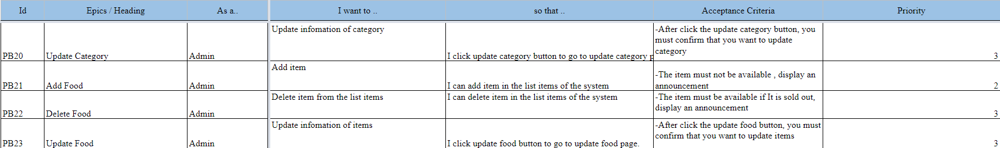 Id Epics / Heading As a.. I want to .. so that .. Acceptance Criteria Priority
PB20 Update Category Admin Update infomation of category I click update category button to go to update category p -After click the update category button, you
must confirm that you want to update
category 3
PB21 Add Food Admin Add item I can add item in the list items of the system -The item must not be available , display an
announcement 2
PB22 Delete Food Admin Delete item from the list items I can delete item in the list items of the system -The item must be available if It is sold out,
display an announcement 3
PB23 Update Food Admin Update infomation of items I click update food button to go to update food page. -After click the update food button, you must
confirm that you want to update items 3